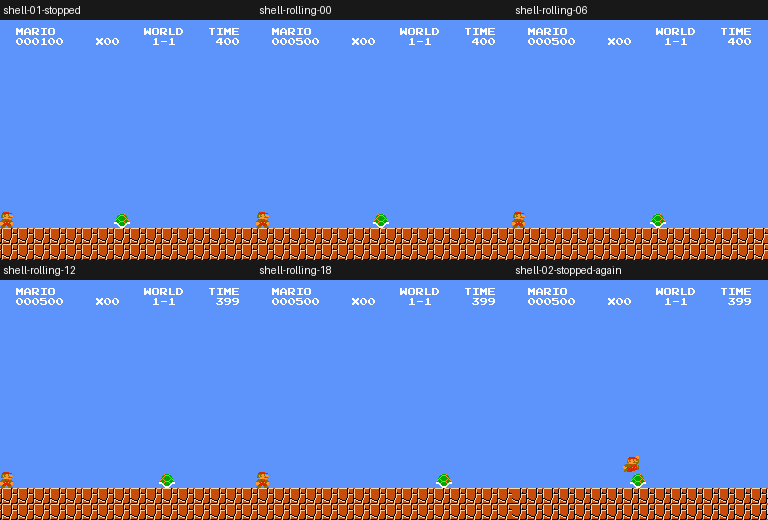 shell-01-stopped
MARIO WORLD TIME
000100 X00 1-1 400
shell-rolling-00
MARIO WORLD TIME
000500 X00 1-1 400
shell-rolling-06
MARIO WORLD TIME
000500 X00 1-1 400
shell-rolling-12
MARIO WORLD TIME
000500 X00 1-1 399
shell-rolling-18
MARIO WORLD TIME
000500 X00 1-1 399
shell-02-stopped-again
MARIO WORLD TIME
000500 X00 1-1 399